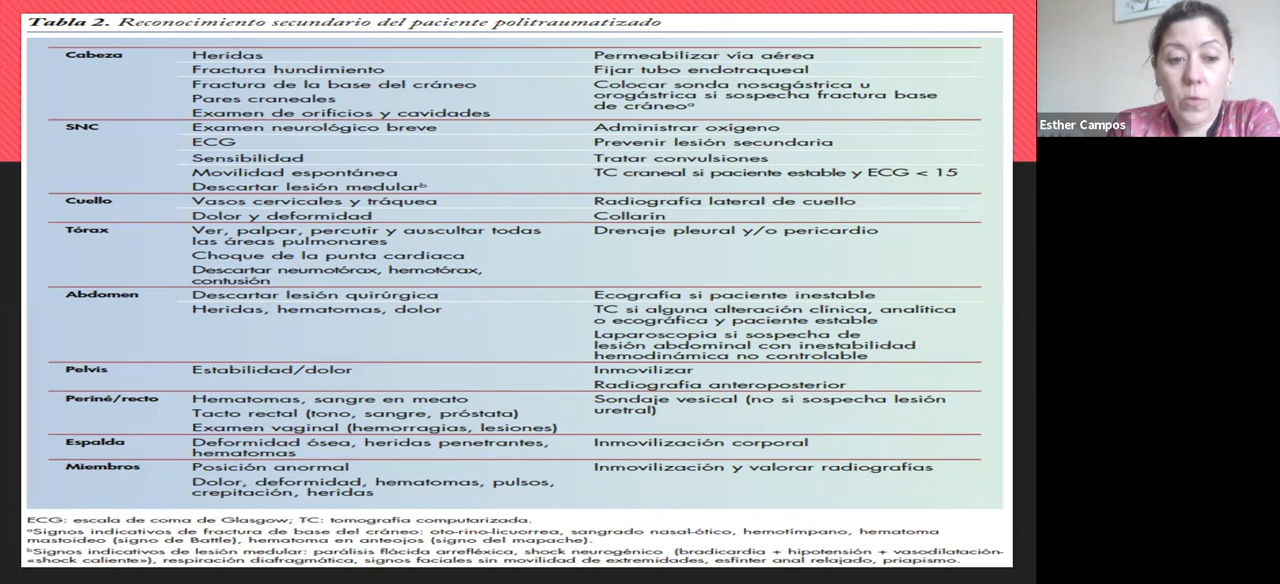 Tabla 2. Reconocimiento secundario del paciente politraumatizado
Cabeza
Heridas
Fractura hundimiento
Fractura de la base del cráneo
Pares craneales
Examen de orificios y cavidades
Permeabilizar vía aérea
Fijar tubo endotraqueal
Colocar sonda nosagástrica u
orogástrica si sospecha fractura base
de cráneoª
SNC
Examen neurológico breve
ECG
Sensibilidad
Movilidad espontánea
Descartar lesión medularᵇ
Administrar oxígeno
Prevenir lesión secundaria
Tratar convulsiones
TC craneal si paciente estable y ECG < 15
Cuello
Vasos cervicales y tráquea
Dolor y deformidad
Radiografía lateral de cuello
Collarín
Tórax
Ver, palpar, percutir y auscultar todas
las áreas pulmonares
Choque de la punta cardiaca
Descartar neumotórax, hemotórax,
contusión
Drenaje pleural y/o pericardio
Abdomen
Descartar lesión quirúrgica
Heridas, hematomas, dolor
Ecografía si paciente inestable
TC si alguna alteración clínica, analítica
o ecográfica y paciente estable
Laparoscopia si sospecha de
lesión abdominal con inestabilidad
hemodinámica no controlable
Pelvis
Estabilidad/dolor
Inmovilizar
Radiografía anteroposterior
Periné/recto
Hematomas, sangre en meato
Tacto rectal (tono, sangre, próstata)
Examen vaginal (hemorragias, lesiones)
Sondaje vesical (no si sospecha lesión
uretral)
Espalda
Deformidad ósea, heridas penetrantes,
hematomas
Inmovilización corporal
Miembros
Posición anormal
Dolor, deformidad, hematomas, pulsos,
crepitación, heridas
Inmovilización y valorar radiografías
ECG: escala de coma de Glasgow; TC: tomografía computarizada.
ªSignos indicativos de fractura de base del cráneo: oto-rino-licuorrea, sangrado nasal-ótico, hemotímpano, hematoma
mastoideo (signo de Battle), hematoma en anteojos (signo del mapache).
ᵇSignos indicativos de lesión medular: parálisis flácida arrefléxica, shock neurogénico (bradicardia + hipotensión + vasodilatación-
«shock caliente»), respiración diafragmática, signos faciales sin movilidad de extremidades, esfínter anal relajado, priapismo.
Esther Campos